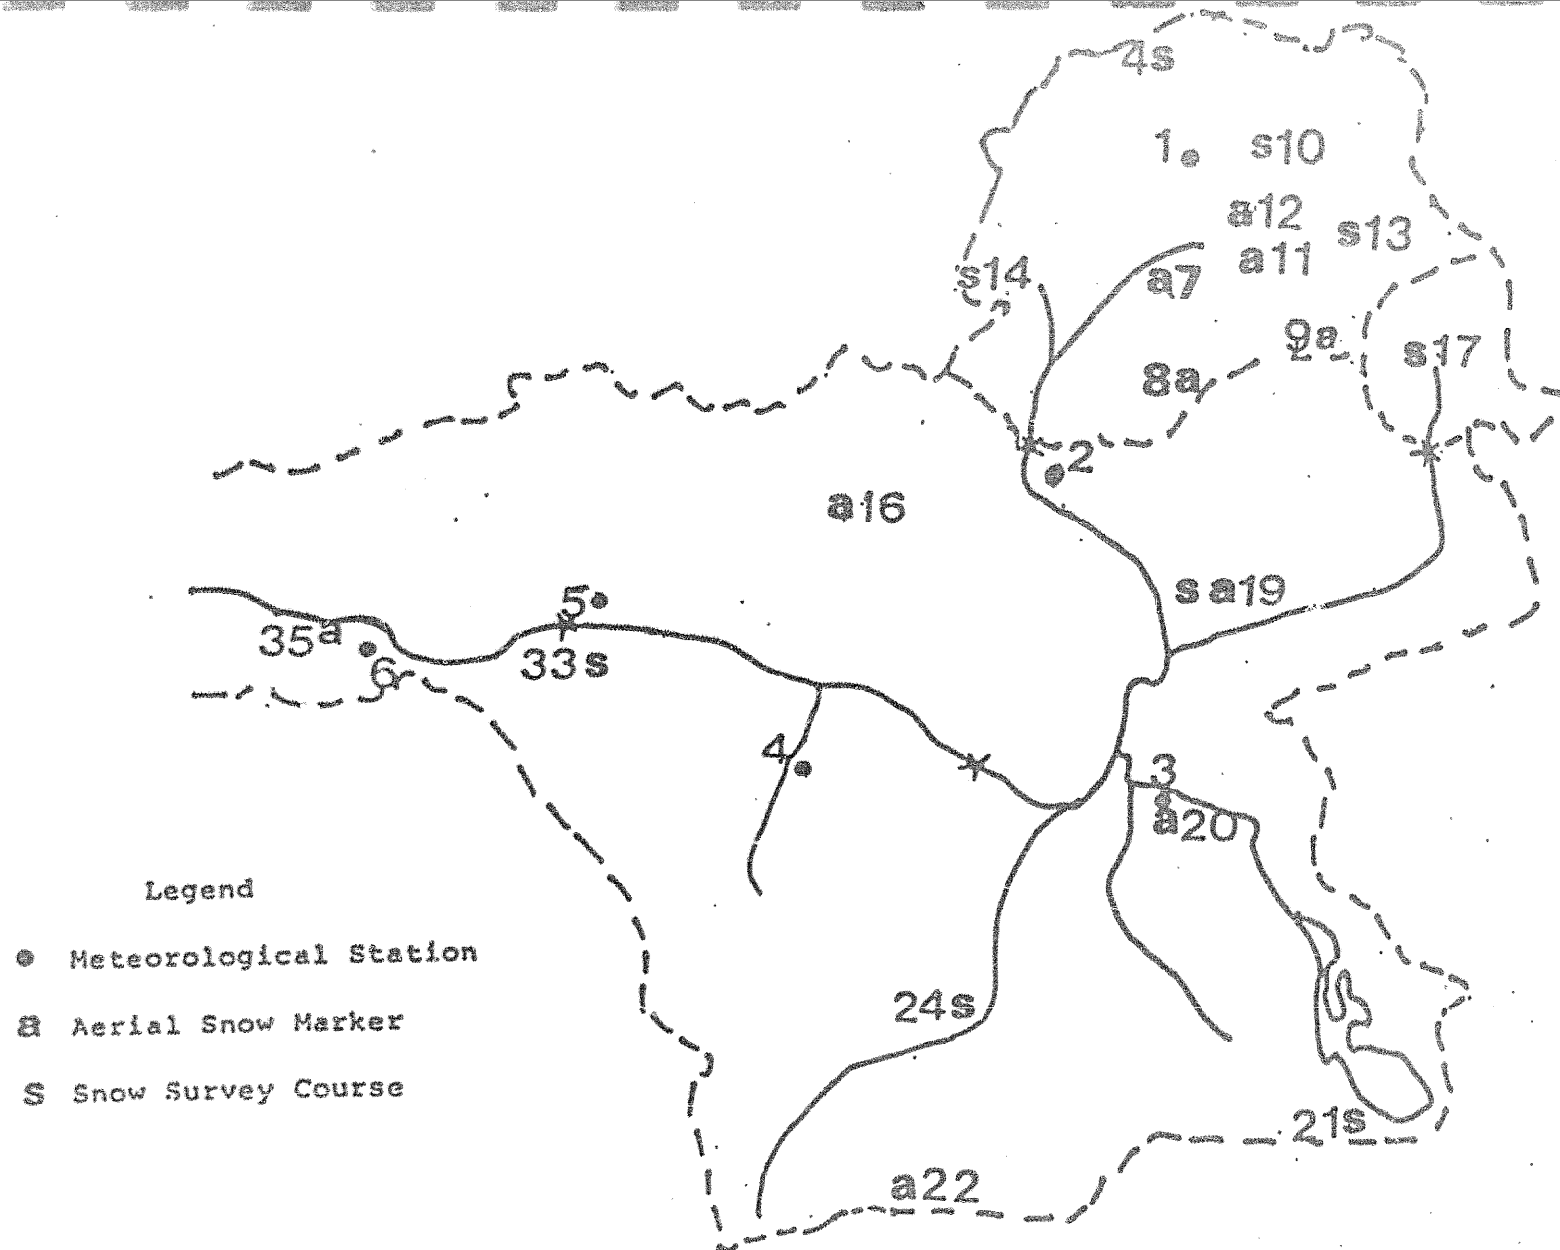 4s
1 s10
a12
s13
a11
s14
a7
9a
s17
8a
2
a16
5
s a19
35a
6
33s
4
3
a20
Legend
Meteorological Station
24s
a Aerial Snow Marker
s Snow Survey Course
21s
a22